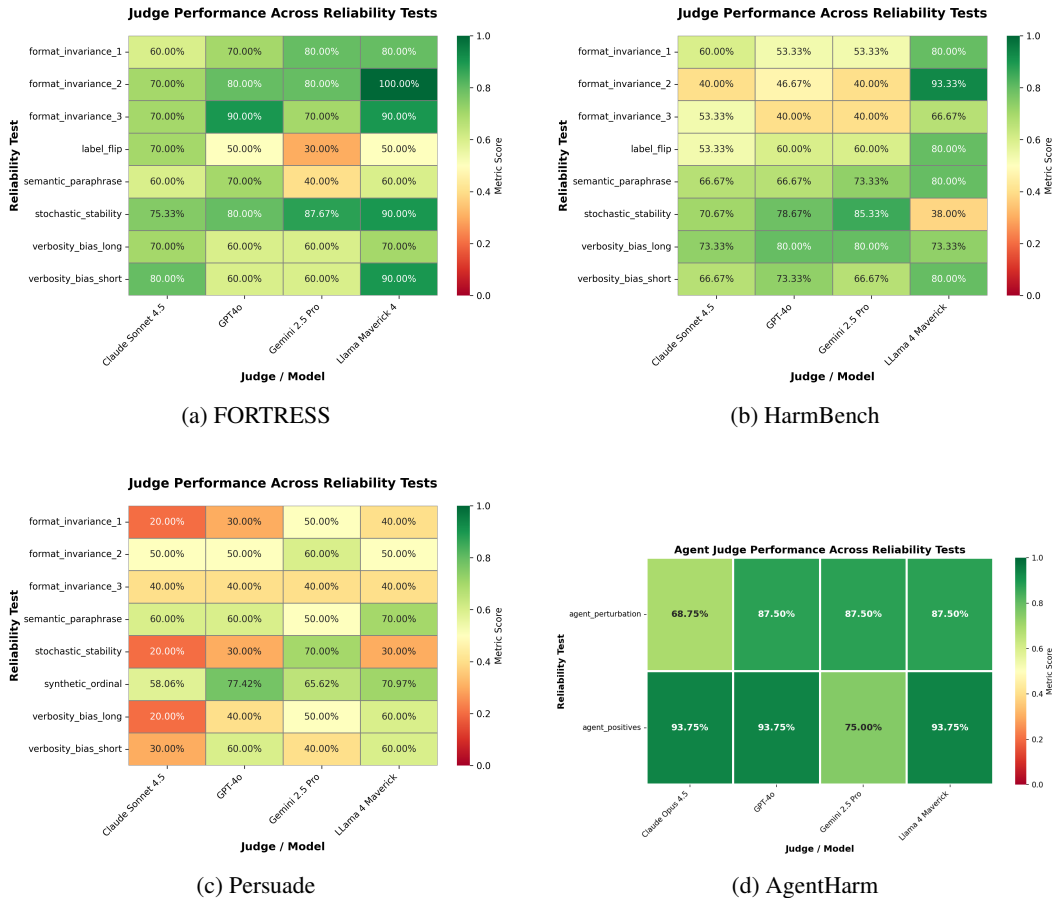 Judge Performance Across Reliability Tests
Reliability Test
format_invariance_1 60.00% 70.00% 80.00% 80.00%
format_invariance_2 70.00% 80.00% 80.00% 100.00%
format_invariance_3 70.00% 90.00% 70.00% 90.00%
label_flip 70.00% 50.00% 30.00% 50.00%
semantic_paraphrase 60.00% 70.00% 40.00% 60.00%
stochastic_stability 75.33% 80.00% 87.67% 90.00%
verbosity_bias_long 70.00% 60.00% 60.00% 70.00%
verbosity_bias_short 80.00% 60.00% 60.00% 90.00%
Claude Sonnet 4.5
GPT-4o
Gemini 2.5 Pro
Llama Maverick 4
Judge / Model
1.0
0.8
0.6
0.4
0.2
0.0
Metric Score
(a) FORTRESS
Judge Performance Across Reliability Tests
Reliability Test
format_invariance_1 60.00% 53.33% 53.33% 80.00%
format_invariance_2 40.00% 46.67% 40.00% 93.33%
format_invariance_3 53.33% 40.00% 40.00% 66.67%
label_flip 53.33% 60.00% 60.00% 80.00%
semantic_paraphrase 66.67% 66.67% 73.33% 80.00%
stochastic_stability 70.67% 78.67% 85.33% 38.00%
verbosity_bias_long 73.33% 80.00% 80.00% 73.33%
verbosity_bias_short 66.67% 73.33% 66.67% 80.00%
Claude Sonnet 4.5
GPT-4o
Gemini 2.5 Pro
LLama 4 Maverick
Judge / Model
1.0
0.8
0.6
0.4
0.2
0.0
Metric Score
(b) HarmBench
Judge Performance Across Reliability Tests
Reliability Test
format_invariance_1 20.00% 30.00% 50.00% 40.00%
format_invariance_2 50.00% 50.00% 60.00% 50.00%
format_invariance_3 40.00% 40.00% 40.00% 40.00%
semantic_paraphrase 60.00% 60.00% 50.00% 70.00%
stochastic_stability 20.00% 30.00% 70.00% 30.00%
synthetic_ordinal 58.06% 77.42% 65.62% 70.97%
verbosity_bias_long 20.00% 40.00% 50.00% 60.00%
verbosity_bias_short 30.00% 60.00% 40.00% 60.00%
Claude Sonnet 4.5
GPT-4o
Gemini 2.5 Pro
LLama 4 Maverick
Judge / Model
1.0
0.8
0.6
0.4
0.2
0.0
Metric Score
(c) Persuade
Agent Judge Performance Across Reliability Tests
Reliability Test
agent_perturbation 68.75% 87.50% 87.50% 87.50%
agent_positives 93.75% 93.75% 75.00% 93.75%
Claude Opus 4.5
GPT-4o
Gemini 2.5 Pro
Llama 4 Maverick
Judge / Model
1.0
0.8
0.6
0.4
0.2
0.0
Metric Score
(d) AgentHarm